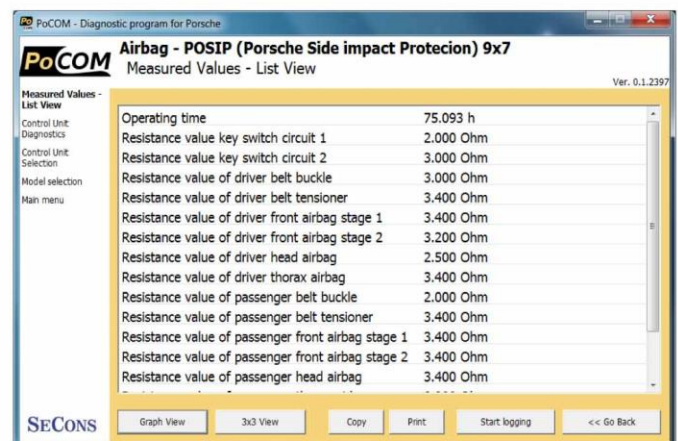 PoCOM - Diagnostic program for Porsche
PoCOM
Airbag - POSIP (Porsche Side impact Protecion) 9x7
Measured Values - List View
Ver. 0.1.2397
Measured Values -
List View
Control Unit
Diagnostics
Control Unit
Selection
Model selection
Main menu
Operating time 75.093 h
Resistance value key switch circuit 1 2.000 Ohm
Resistance value key switch circuit 2 3.000 Ohm
Resistance value of driver belt buckle 3.000 Ohm
Resistance value of driver belt tensioner 3.400 Ohm
Resistance value of driver front airbag stage 1 3.400 Ohm
Resistance value of driver front airbag stage 2 3.200 Ohm
Resistance value of driver head airbag 2.500 Ohm
Resistance value of driver thorax airbag 3.400 Ohm
Resistance value of passenger belt buckle 2.000 Ohm
Resistance value of passenger belt tensioner 3.400 Ohm
Resistance value of passenger front airbag stage 1 3.400 Ohm
Resistance value of passenger front airbag stage 2 3.400 Ohm
Resistance value of passenger head airbag 3.400 Ohm
SECONS
Graph View 3x3 View Copy Print Start logging << Go Back